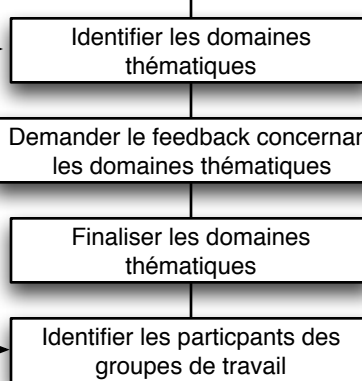 Identifier les domaines
thématiques
Demander le feedback concernan
les domaines thématiques
Finaliser les domaines
thématiques
Identifier les particpants des
groupes de travail